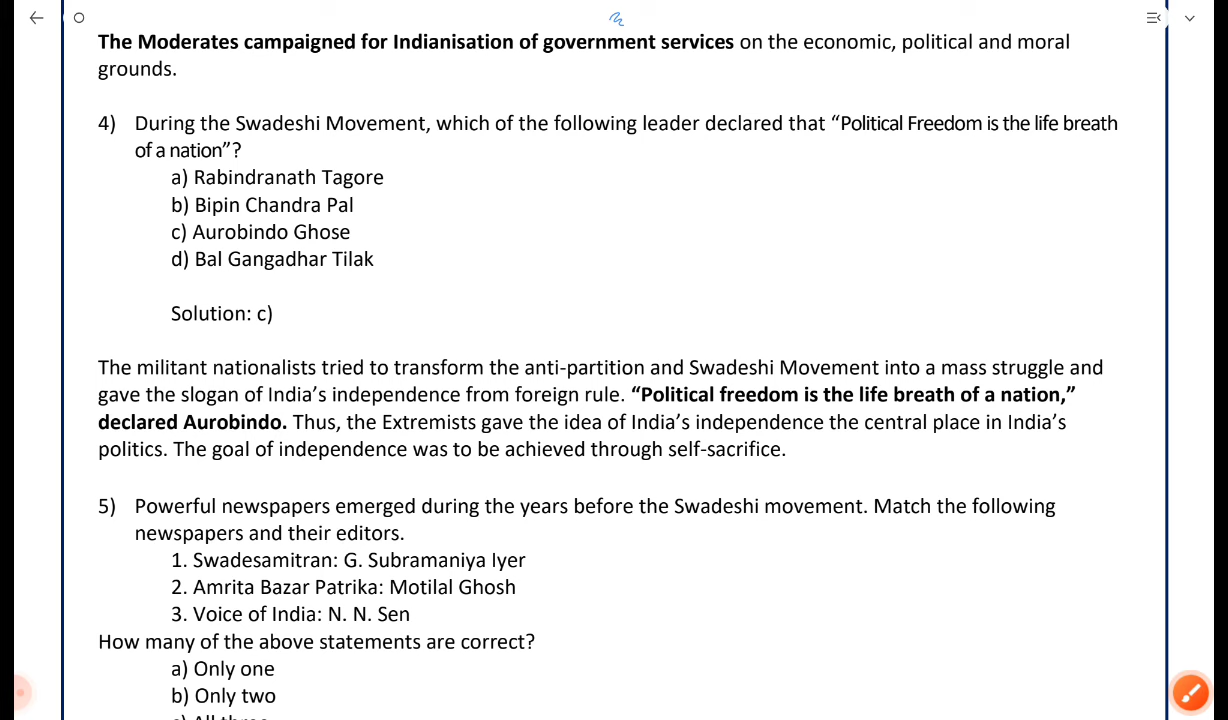 The Moderates campaigned for Indianisation of government services on the economic, political and moral
grounds.
4) During the Swadeshi Movement, which of the following leader declared that “Political Freedom is the life breath
of a nation”?
a) Rabindranath Tagore
b) Bipin Chandra Pal
c) Aurobindo Ghose
d) Bal Gangadhar Tilak
Solution: c)
The militant nationalists tried to transform the anti-partition and Swadeshi Movement into a mass struggle and
gave the slogan of India’s independence from foreign rule. “Political freedom is the life breath of a nation,”
declared Aurobindo. Thus, the Extremists gave the idea of India’s independence the central place in India’s
politics. The goal of independence was to be achieved through self-sacrifice.
5) Powerful newspapers emerged during the years before the Swadeshi movement. Match the following
newspapers and their editors.
1. Swadesamitran: G. Subramaniya Iyer
2. Amrita Bazar Patrika: Motilal Ghosh
3. Voice of India: N. N. Sen
How many of the above statements are correct?
a) Only one
b) Only two